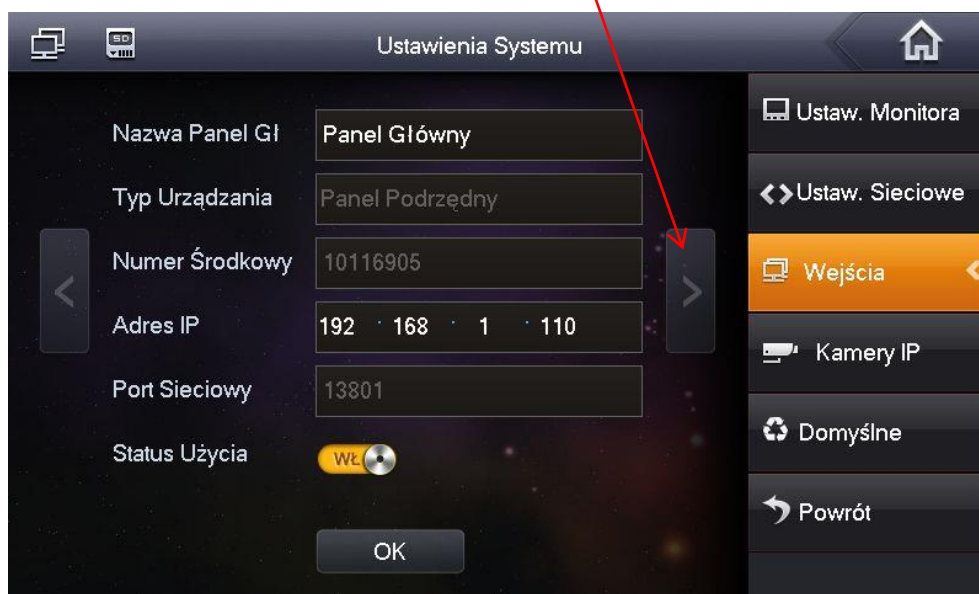 SD
Ustawienia Systemu
Nazwa Panel Gł
Panel Główny
Typ Urządzania
Panel Podrzędny
Numer Środkowy
10116905
Adres IP
192 . 168 . 1 . 110
Port Sieciowy
13801
Status Użycia
WŁ
OK
Ustaw. Monitora
Ustaw. Sieciowe
Wejścia
Kamery IP
Domyślne
Powrót